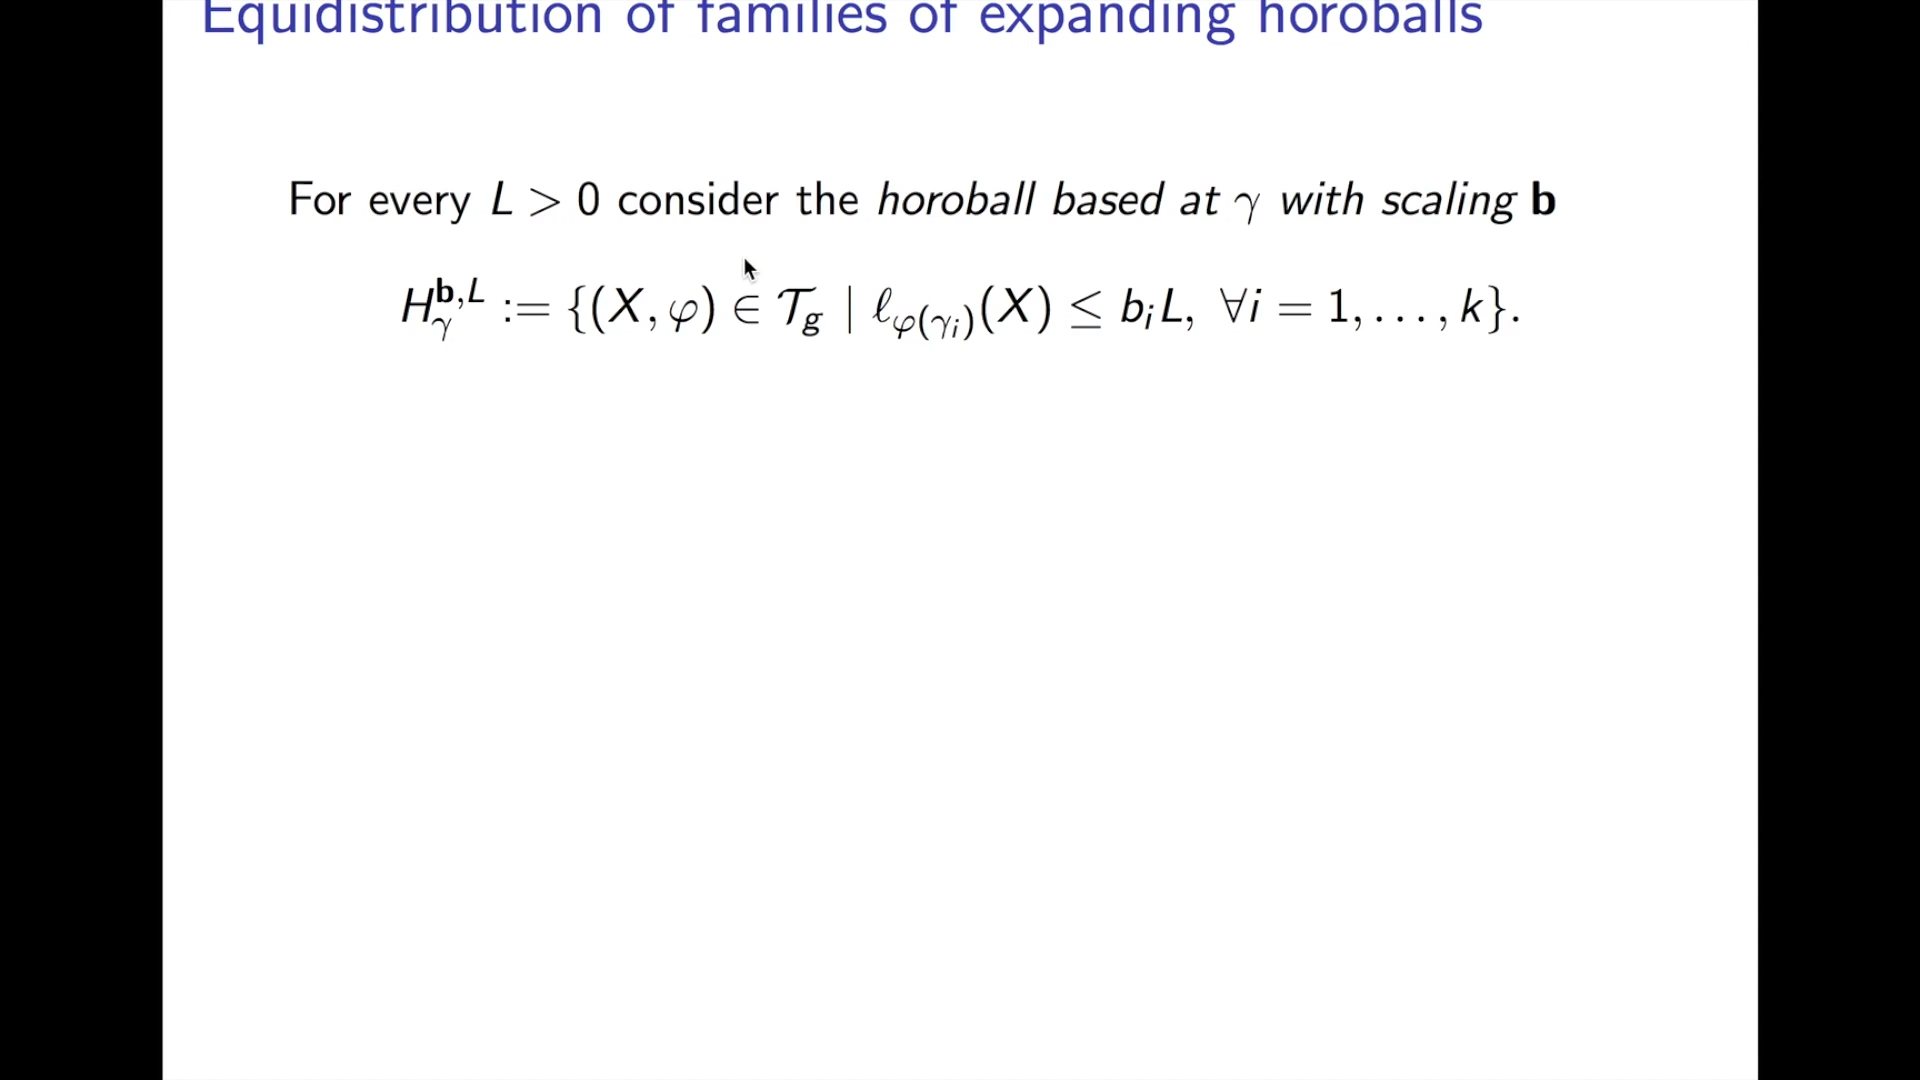 Equidistribution of families of expanding horoballs
For every L > 0 consider the horoball based at γ with scaling b
H_γ^{b,L} := {(X, φ) ∈ 𝒯_g | ℓ_{φ(γ_i)}(X) ≤ b_i L, ∀i = 1, . . . , k}.